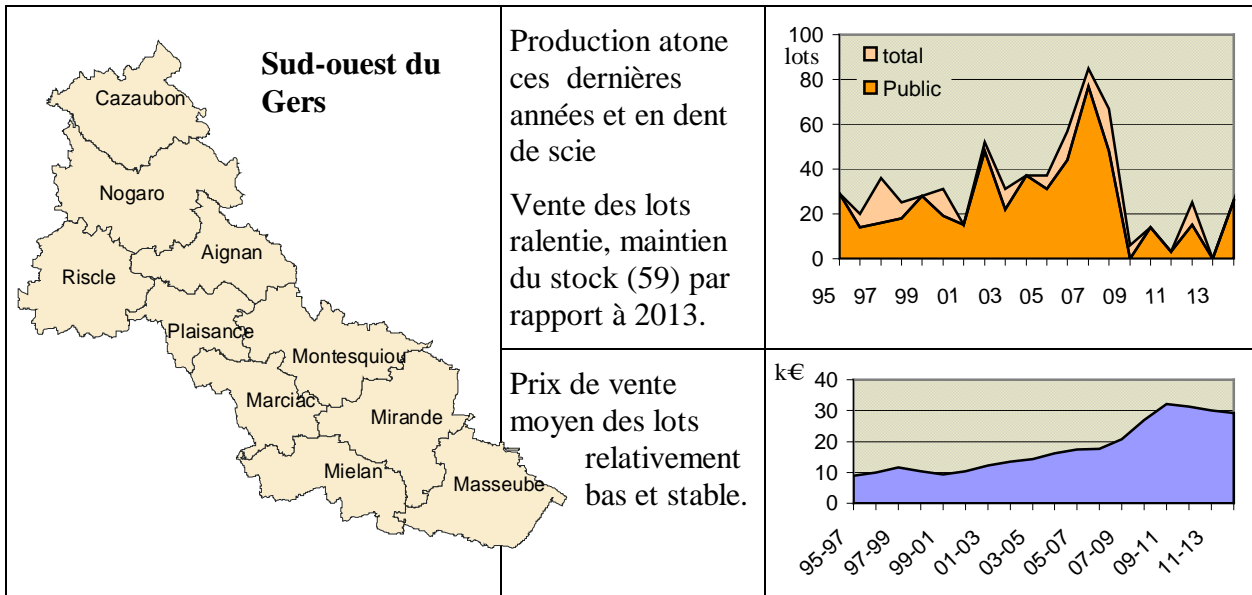 Sud-ouest du
Gers
Cazaubon
Nogaro
Aignan
Riscle
Plaisance
Montesquiou
Marciac
Mirande
Mielan
Masseube
Production atone
ces dernières
années et en dent
de scie
Vente des lots
ralentie, maintien
du stock (59) par
rapport à 2013.
100
lots
80
60
40
20
0
total
Public
95 97 99 01 03 05 07 09 11 13
Prix de vente
moyen des lots
relativement
bas et stable.
k€
40
30
20
10
0
95-97 97-99 99-01 01-03 03-05 05-07 07-09 09-11 11-13